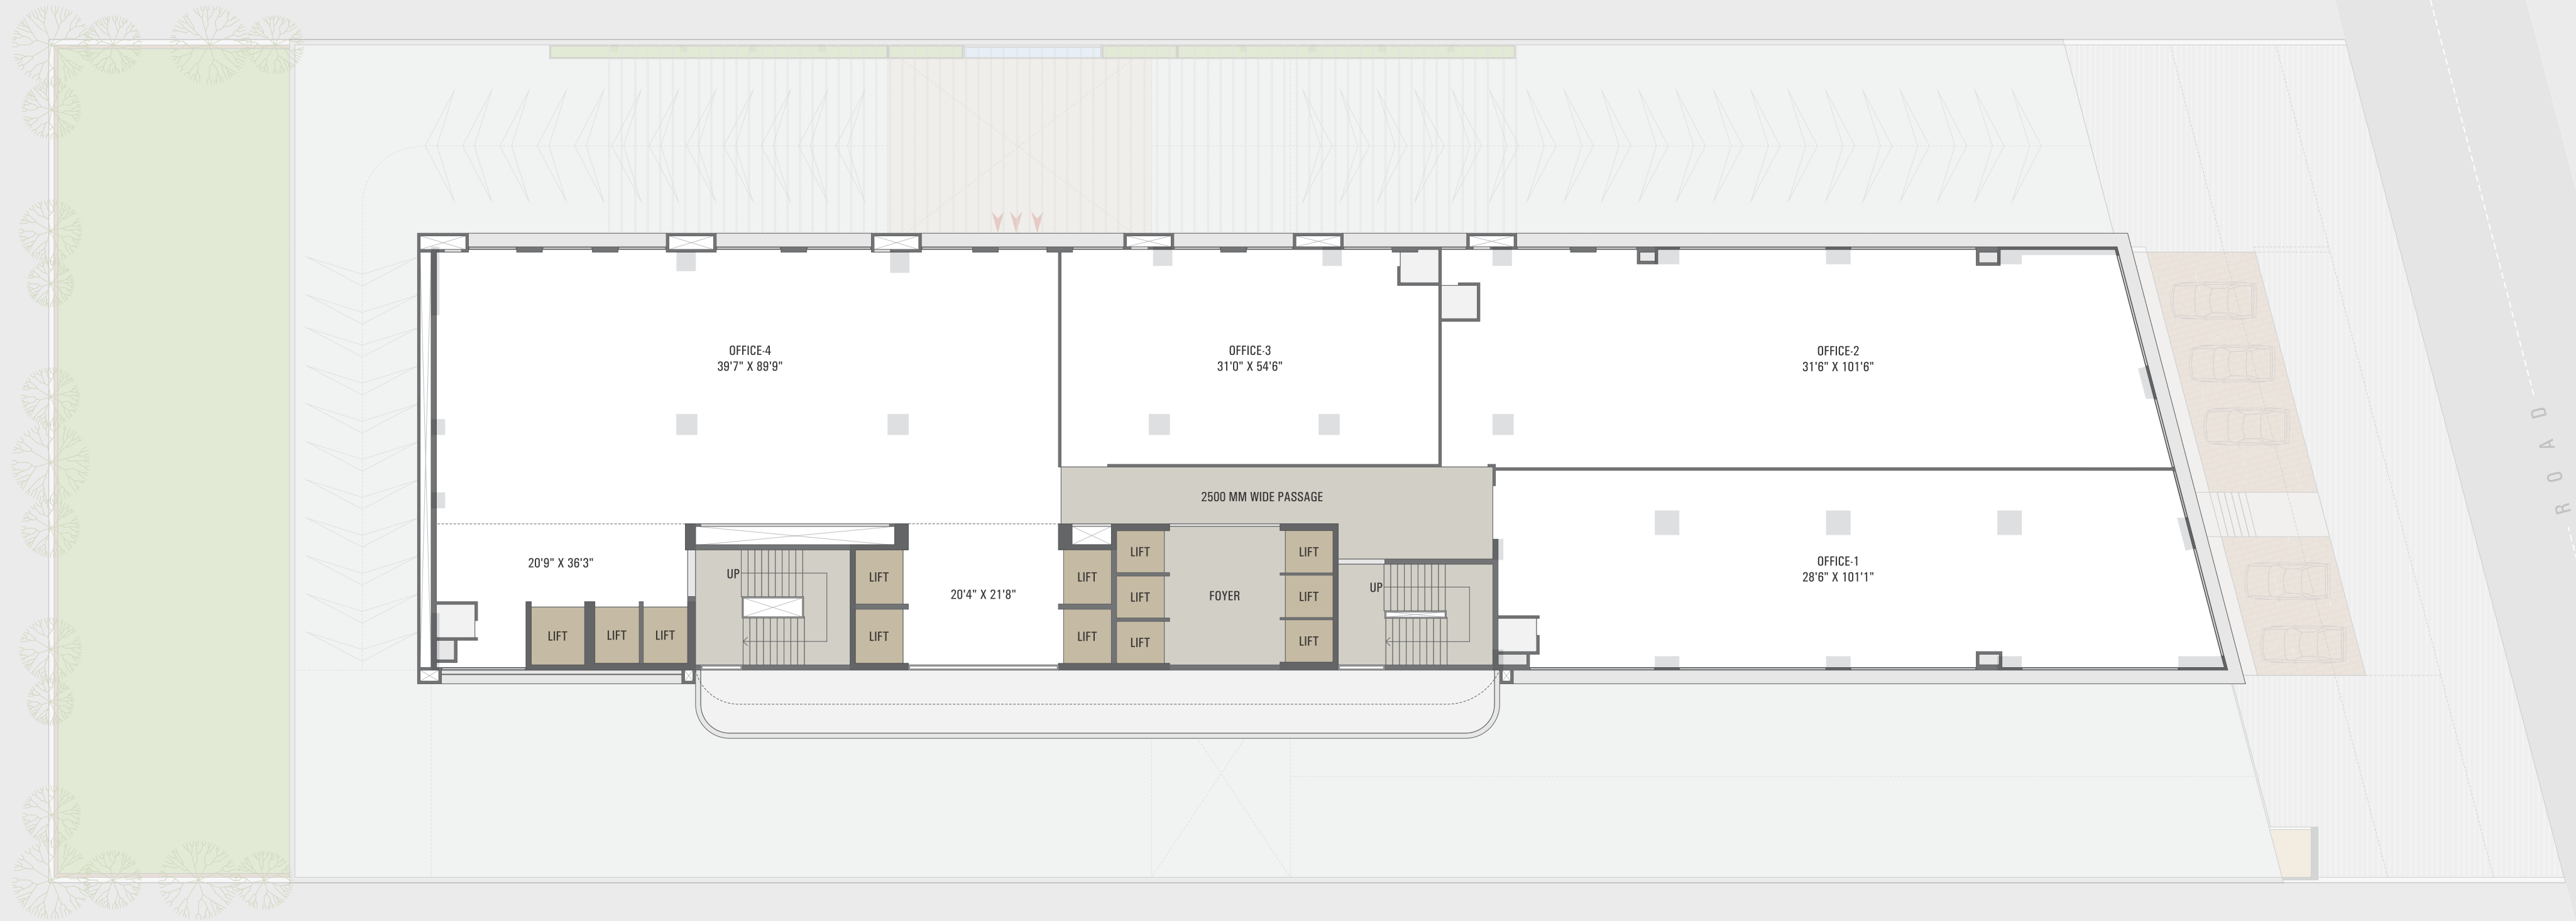 OFFICE-4
39'7" X 89'9"
OFFICE-3
31'0" X 54'6"
OFFICE-2
31'6" X 101'6"
ROAD
2500 MM WIDE PASSAGE
20'9" X 36'3"
UP
LIFT
LIFT
LIFT
LIFT
LIFT
20'4" X 21'8"
LIFT
LIFT
LIFT
LIFT
LIFT
FOYER
LIFT
LIFT
LIFT
UP
OFFICE-1
28'6" X 101'1"